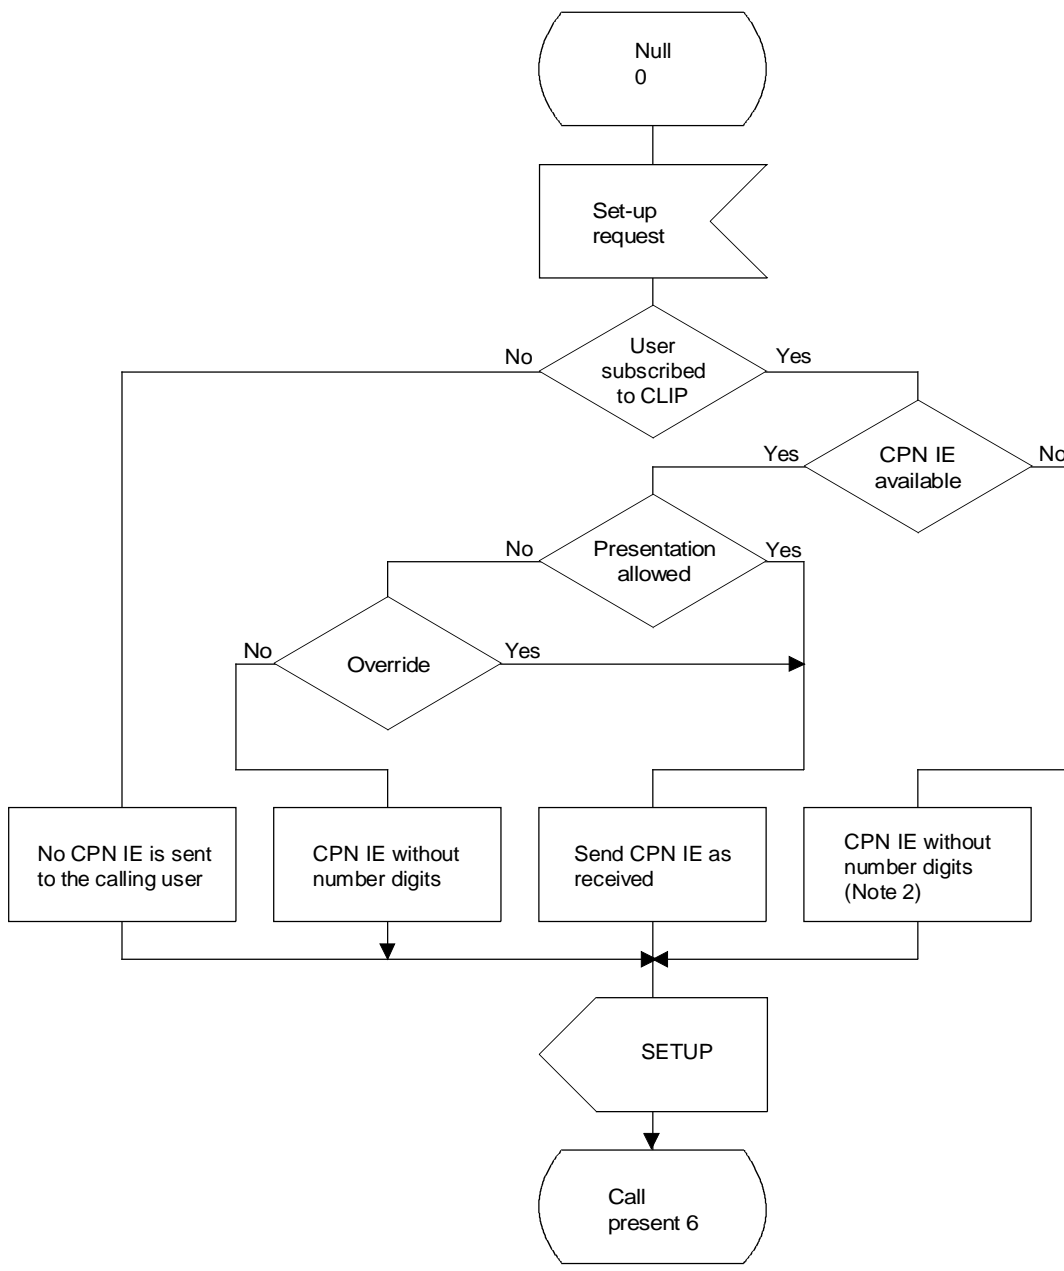 Null
0
Set-up
request
No
User
subscribed
to CLIP
Yes
Yes
CPN IE
available
No
No
Presentation
allowed
Yes
No
Override
Yes
No CPN IE is sent
to the calling user
CPN IE without
number digits
Send CPN IE as
received
CPN IE without
number digits
(Note 2)
SETUP
Call
present 6